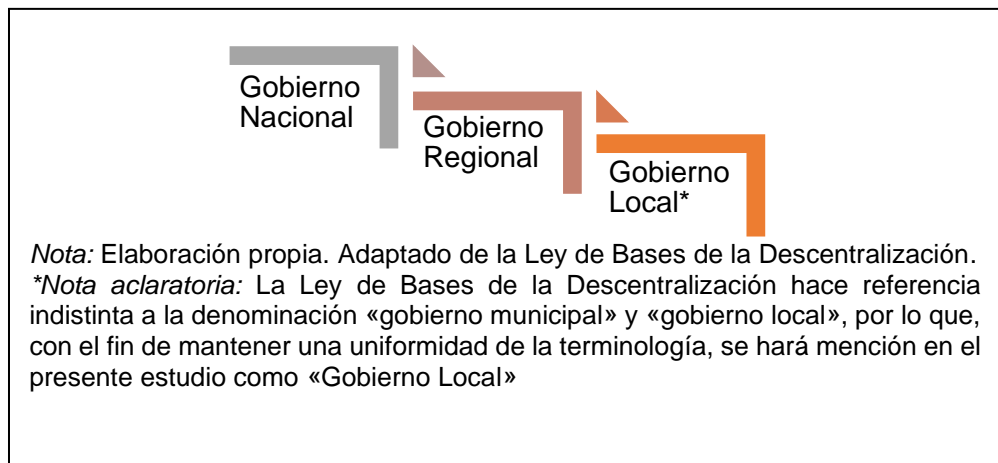 Gobierno
Nacional
Gobierno
Regional
Gobierno
Local*
Nota: Elaboración propia. Adaptado de la Ley de Bases de la Descentralización.
*Nota aclaratoria: La Ley de Bases de la Descentralización hace referencia
indistinta a la denominación «gobierno municipal» y «gobierno local», por lo que,
con el fin de mantener una uniformidad de la terminología, se hará mención en el
presente estudio como «Gobierno Local»